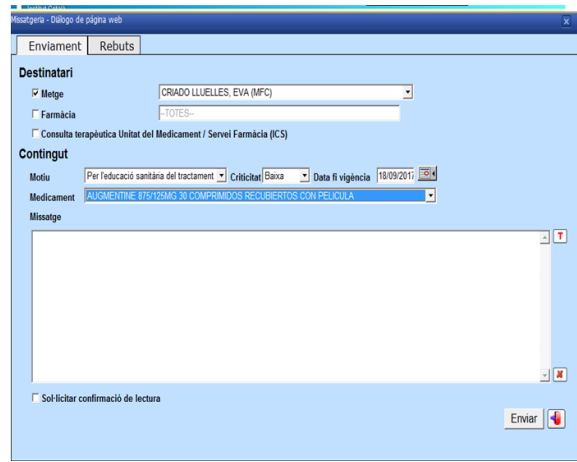 Missatgeria - Diálogo de página web
Enviament Rebuts
Destinatari
Metge CRIADO LLUELLES, EVA (MFC)
Farmàcia --TOTES--
Consulta terapèutica Unitat del Medicament / Servei Farmàcia (ICS)
Contingut
Motiu Per l'educació sanitària del tractament Criticitat Baixa Data fi vigència 18/09/2017
Medicament AUGMENTINE 875/125MG 30 COMPRIMIDOS RECUBIERTOS CON PELICULA
Missatge
T
Sol·licitar confirmació de lectura
Enviar